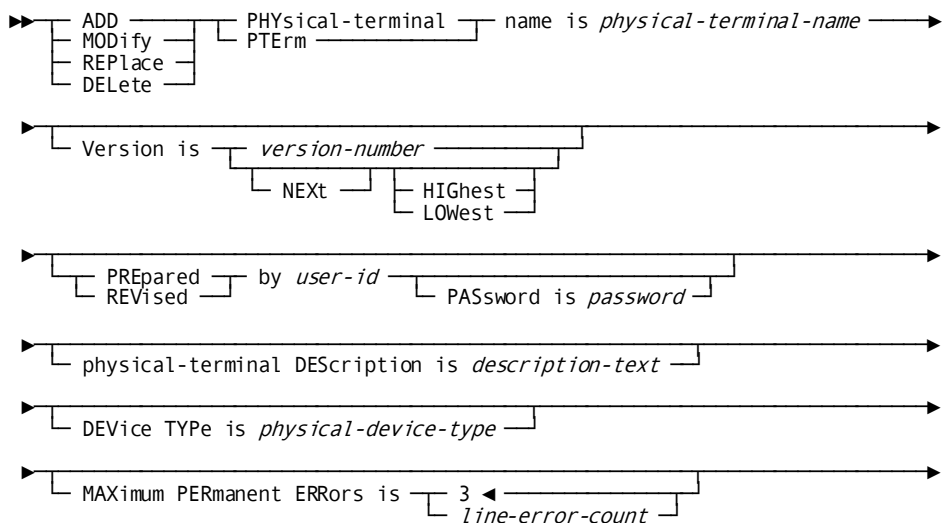 ADD PHYsical-terminal name is physical-terminal-name
MODify PTErm
REPlace
DELete
Version is version-number
NEXt HIGhest
LOWest
PREpared by user-id
REVised PASsword is password
physical-terminal DEScription is description-text
DEVice TYPe is physical-device-type
MAXimum PERmanent ERRors is 3
line-error-count